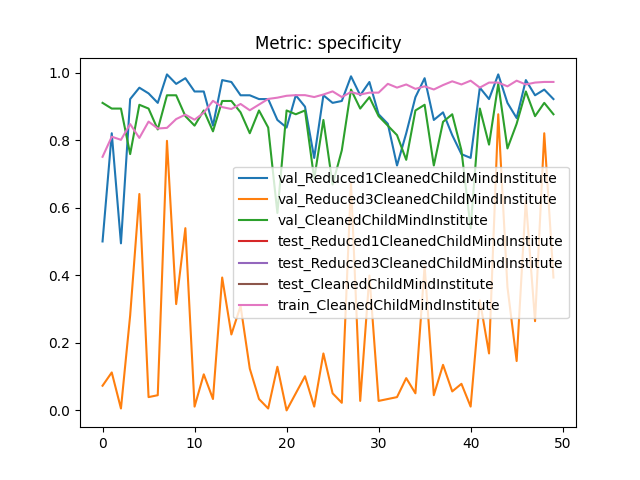 Metric: specificity
1.0
0.8
0.6
0.4
0.2
0.0
val_Reduced1CleanedChildMindInstitute
val_Reduced3CleanedChildMindInstitute
val_CleanedChildMindInstitute
test_Reduced1CleanedChildMindInstitute
test_Reduced3CleanedChildMindInstitute
test_CleanedChildMindInstitute
train_CleanedChildMindInstitute
0 10 20 30 40 50